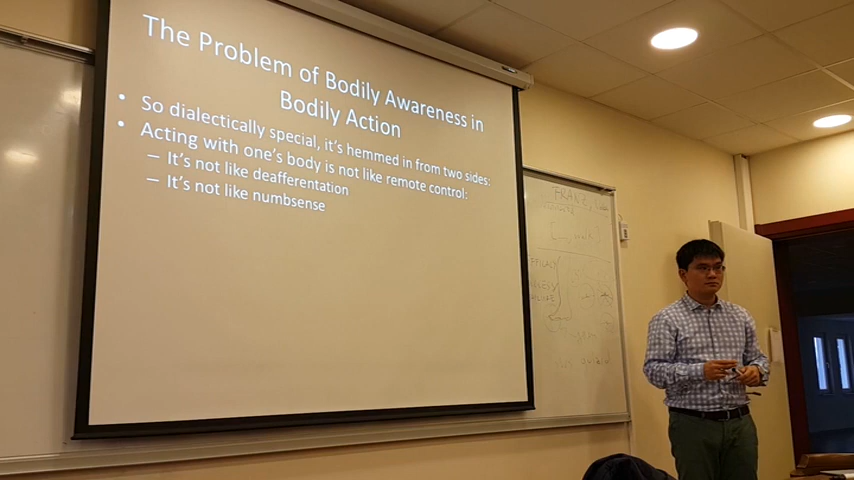 The Problem of Bodily Awareness in
Bodily Action
• So dialectically special, it's hemmed in from two sides:
• Acting with one's body is not like remote control:
– It's not like deafferentation
– It's not like numbsense